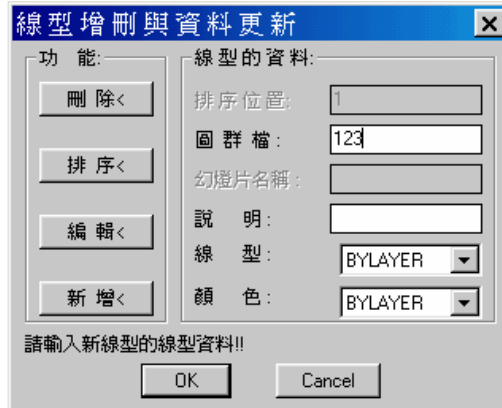 線型增刪與資料更新
功 能:
刪 除<
排 序<
編 輯<
新 增<
線型的資料:
排序位置: 1
圖 群 檔: 123
幻燈片名稱:
說 明:
線 型: BYLAYER
顏 色: BYLAYER
請輸入新線型的線型資料!!
OK Cancel